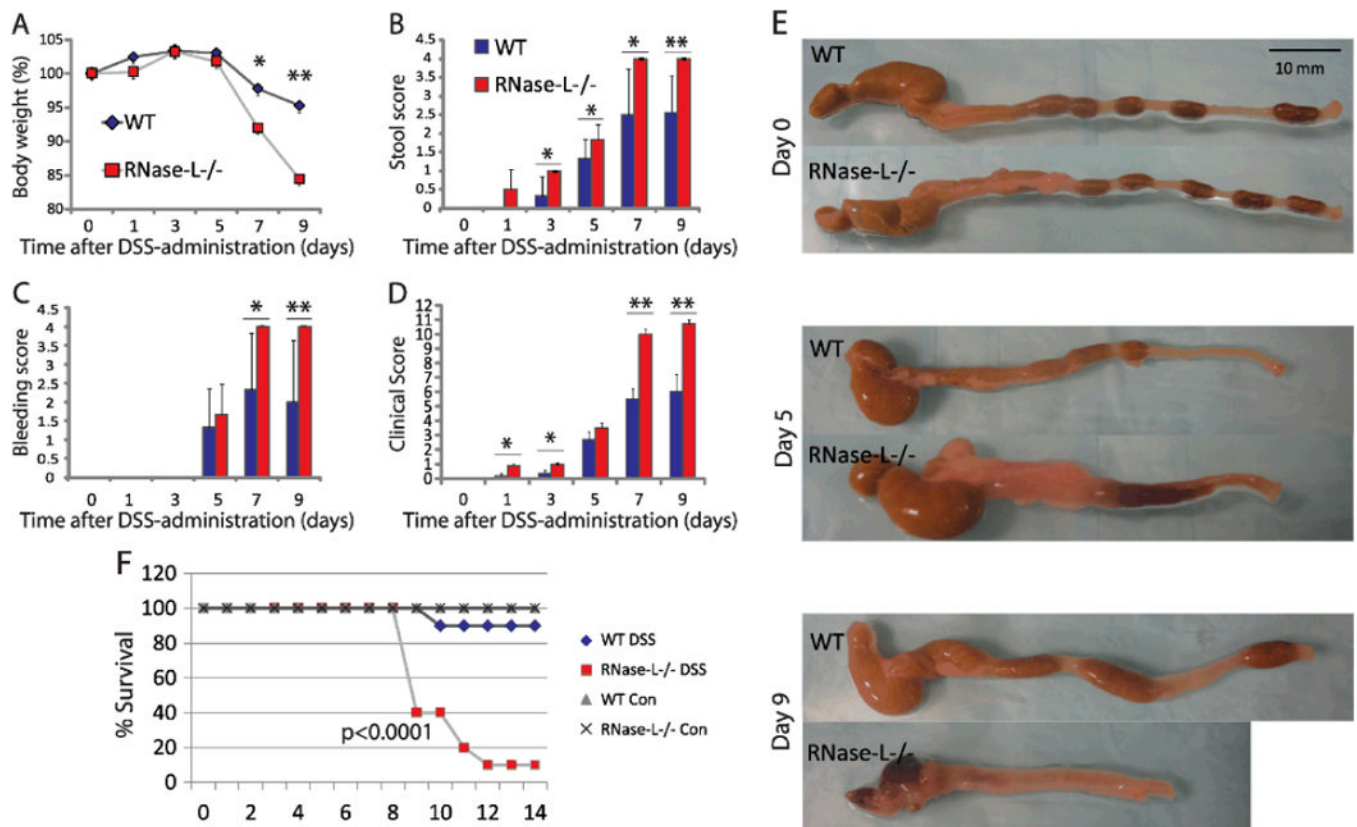 A
105
100
95
90
85
80
Body weight (%)
*
**
WT
RNase-L-/-
0 1 3 5 7 9
Time after DSS-administration (days)
B
4.5
4
3.5
3
2.5
2
1.5
1
0.5
0
Stool score
WT
RNase-L-/-
*
*
*
**
0 1 3 5 7 9
Time after DSS-administration (days)
C
4.5
4
3.5
3
2.5
2
1.5
1
0.5
0
Bleeding score
*
**
0 1 3 5 7 9
Time after DSS-administration (days)
D
12
11
10
9
8
7
6
5
4
3
2
1
0
Clinical Score
*
*
**
**
0 1 3 5 7 9
Time after DSS-administration (days)
E
Day 0
WT
10 mm
RNase-L-/-
Day 5
WT
RNase-L-/-
Day 9
WT
RNase-L-/-
F
120
100
80
60
40
20
0
% Survival
p<0.0001
0 2 4 6 8 10 12 14
WT DSS
RNase-L-/- DSS
WT Con
RNase-L-/- Con